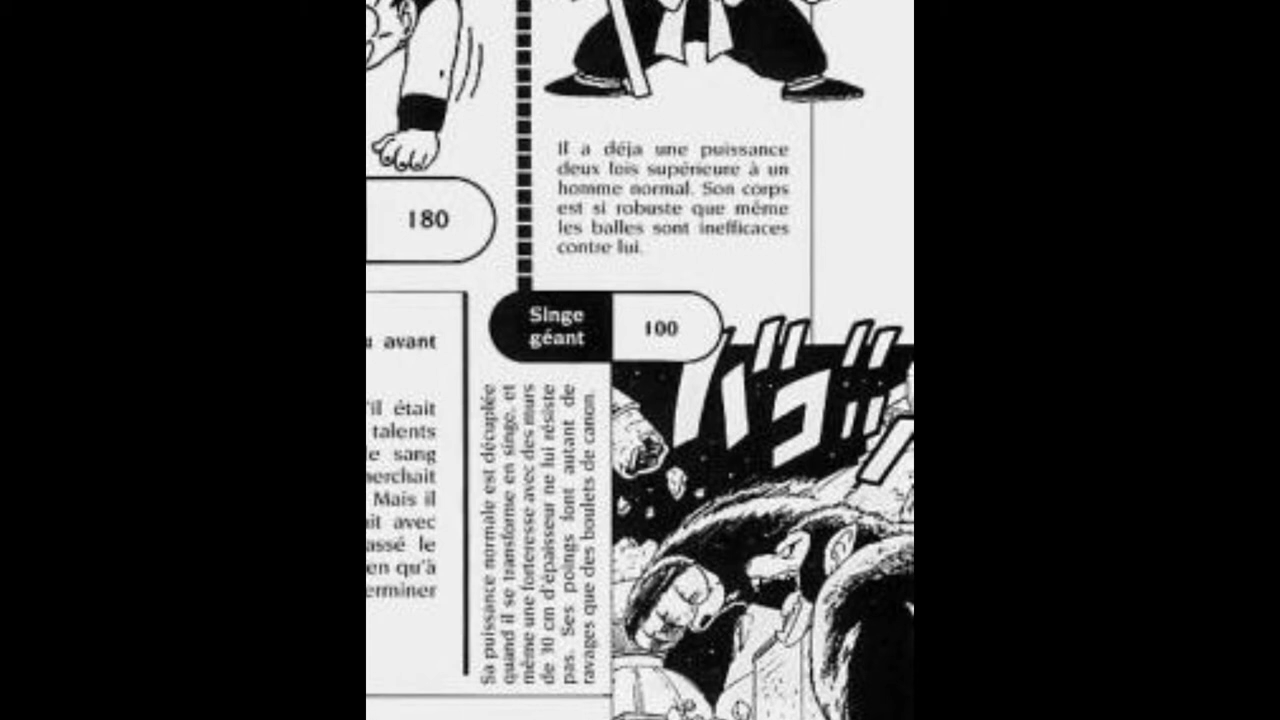 180
Il a déja une puissance
deux fois supérieure à un
homme normal. Son corps
est si robuste que même
les balles sont inefficaces
contre lui.
Singe
géant
100
avant
'il était
talents
sang
Mais il
avec
le
qu'à
Sa puissance normale est décuplée
quand il se transforme en singe, et
même une forteresse avec des murs
de 30 cm d'épaisseur ne lui résiste
pas. Ses poings font autant de
ravages que des boulets de canon.
バゴ